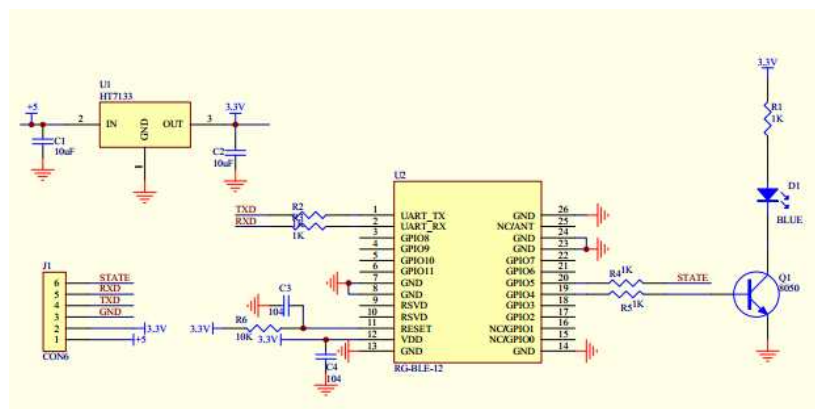 U1
HT7133
+5
2
IN
GND
OUT
3
3.3V
1
C1
10uF
C2
10uF
3.3V
R1
1K
D1
BLUE
Q1
8050
U2
TXD
R2
1
UART_TX
GND
26
RXD
1K
2
UART_RX
NC/ANT
25
3
GPIO8
GND
24
4
GPIO9
GND
23
5
GPIO10
GPIO7
22
6
GPIO11
GPIO6
21
7
GND
GPIO5
20
R4
1K
STATE
8
GND
GPIO4
19
R5
1K
9
RSVD
GPIO3
18
10
RSVD
GPIO2
17
11
RESET
NC/GPIO1
16
12
VDD
NC/GPIO0
15
13
GND
GND
14
RG-BLE-12
J1
6
STATE
5
RXD
4
TXD
3
GND
2
3.3V
1
+5
CON6
C3
104
3.3V
R6
10K
3.3V
C4
104